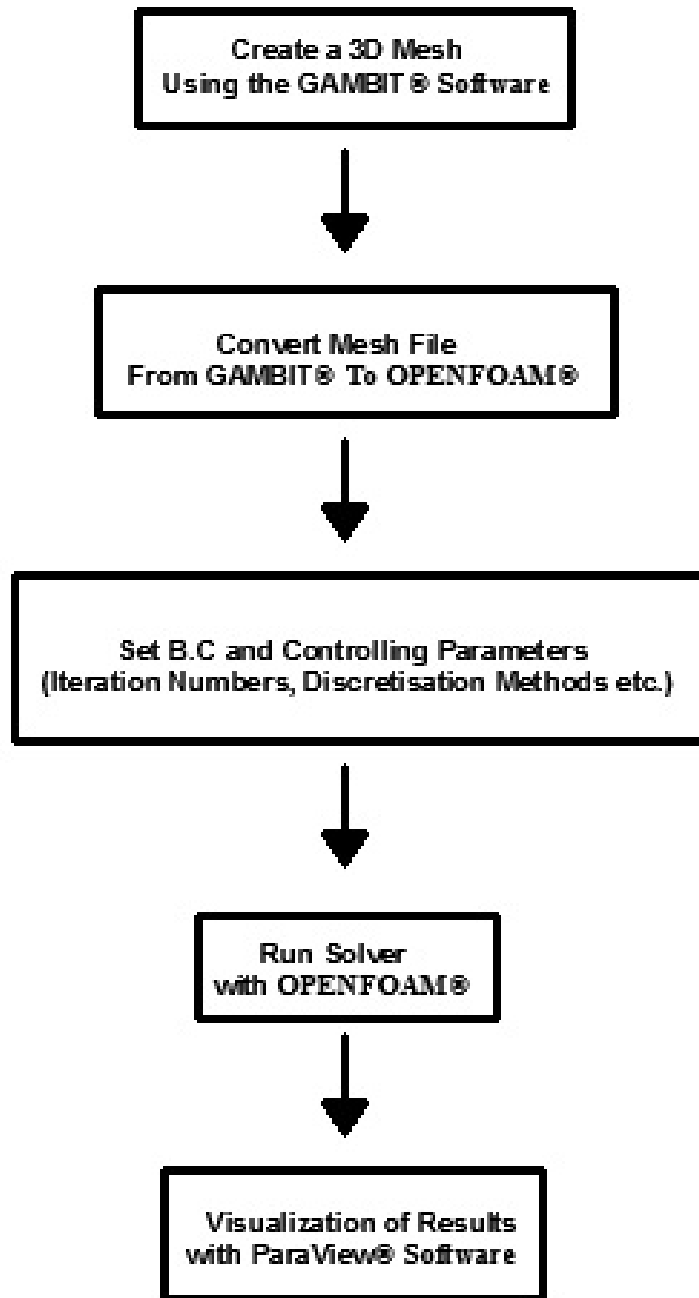 Create a 3D Mesh
Using the GAMBIT® Software
Convert Mesh File
From GAMBIT® To OPENFOAM®
Set B.C and Controlling Parameters
(Iteration Numbers, Discretisation Methods etc.)
Run Solver
with OPENFOAM®
Visualization of Results
with ParaView® Software